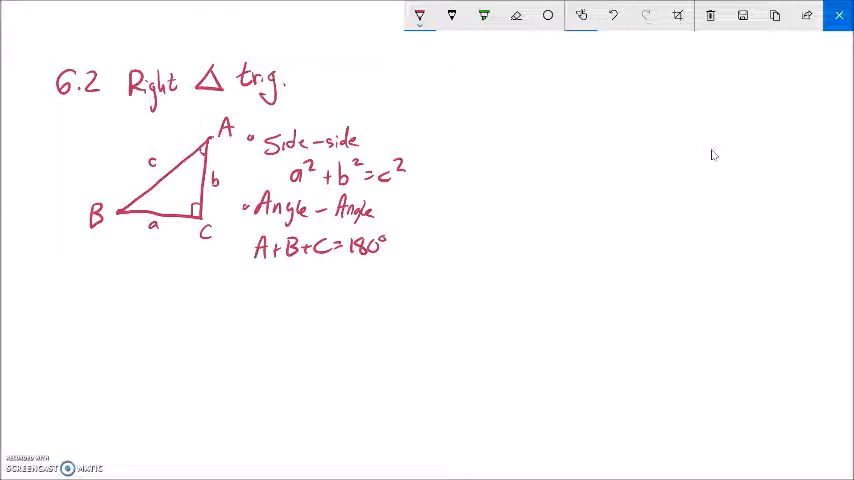 6.2 Right △ trig.
A
• Side-side
c
a² + b² = c²
b
• Angle - Angle
B
a
C
A+B+C=180°
RECORDED WITH
SCREENCAST MATIC